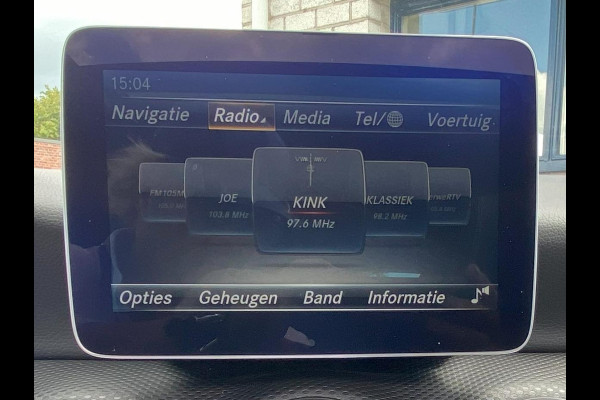 15:04
Navigatie Radio Media Tel/ Voertuig
FM105M JOE KINK KLASSIEK
103.8 MHz 97.6 MHz 98.2 MHz
Opties Geheugen Band Informatie